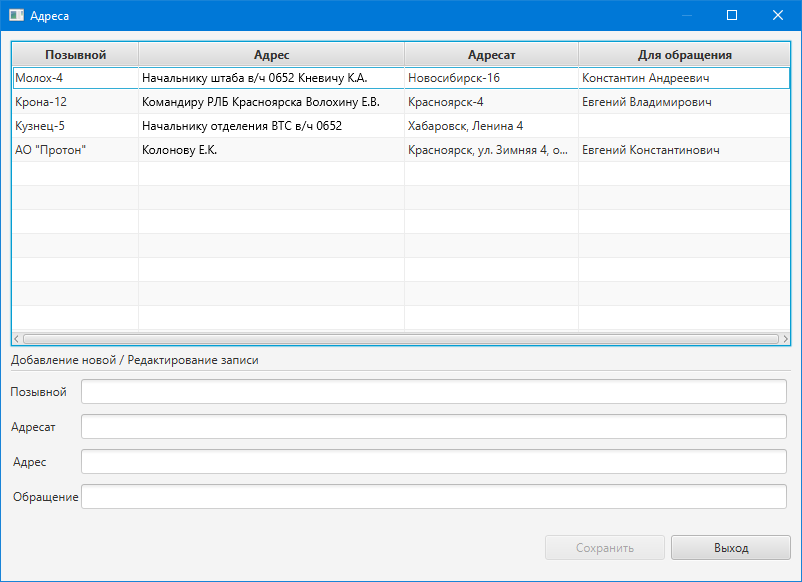 Адреса
Позывной Адрес Адресат Для обращения
Молох-4 Начальнику штаба в/ч 0652 Кневичу К.А. Новосибирск-16 Константин Андреевич
Крона-12 Командиру РЛБ Красноярска Волохину Е.В. Красноярск-4 Евгений Владимирович
Кузнец-5 Начальнику отделения ВТС в/ч 0652 Хабаровск, Ленина 4
АО "Протон" Колонову Е.К. Красноярск, ул. Зимняя 4, о... Евгений Константинович
Добавление новой / Редактирование записи
Позывной
Адресат
Адрес
Обращение
Сохранить Выход